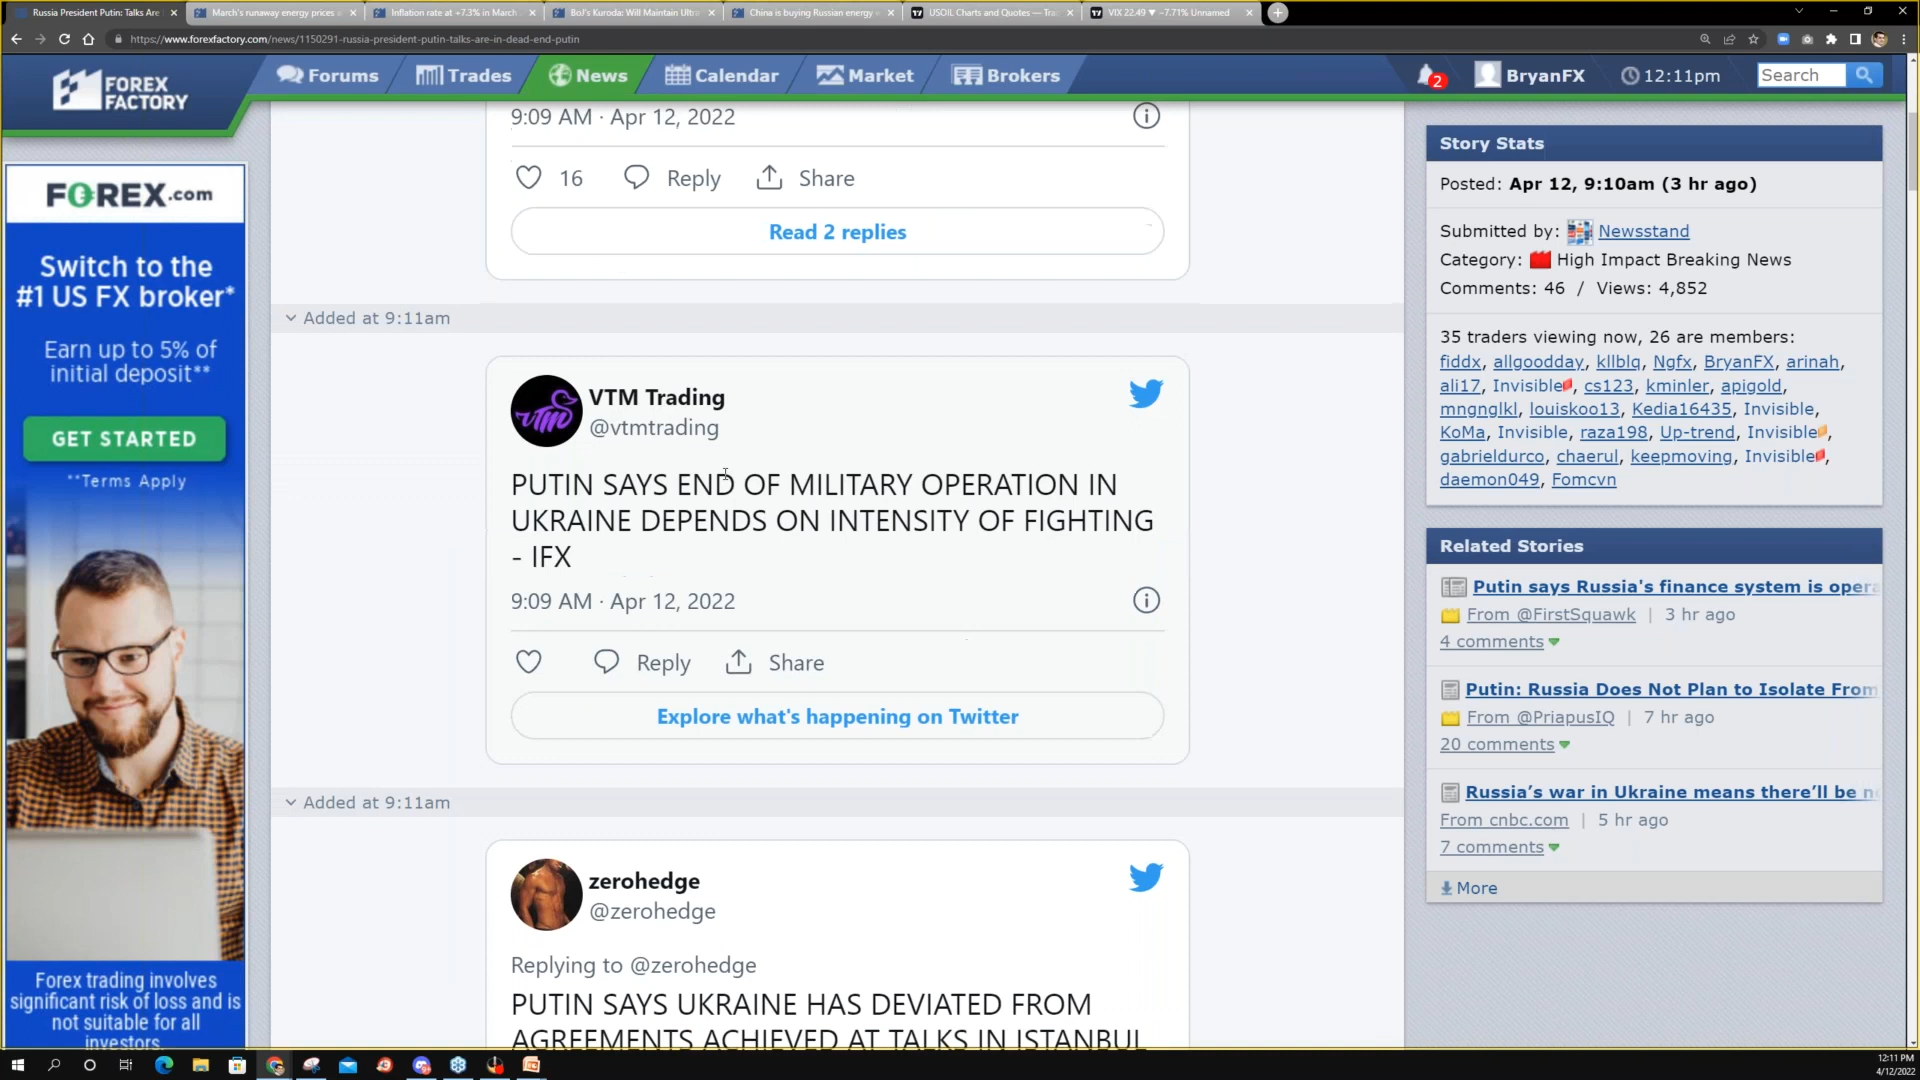 Russia President Putin: Talks Are
March's runaway energy prices a
Inflation rate at +7.3% in March
BoJ's Kuroda: Will Maintain Ultra
China is buying Russian energy w
USOIL Charts and Quotes — Tra
VIX 22.49 ▼ −7.71% Unnamed
https://www.forexfactory.com/news/1150291-russia-president-putin-talks-are-in-dead-end-putin
FOREX
FACTORY
Forums
Trades
News
Calendar
Market
Brokers
2
BryanFX
12:11pm
Search
FOREX.com
Switch to the
#1 US FX broker*
Earn up to 5% of
initial deposit**
GET STARTED
**Terms Apply
Forex trading involves
significant risk of loss and is
not suitable for all
investors.
9:09 AM · Apr 12, 2022
16 Reply Share
Read 2 replies
Added at 9:11am
VTM Trading
@vtmtrading
PUTIN SAYS END OF MILITARY OPERATION IN
UKRAINE DEPENDS ON INTENSITY OF FIGHTING
- IFX
9:09 AM · Apr 12, 2022
Reply Share
Explore what's happening on Twitter
Added at 9:11am
zerohedge
@zerohedge
Replying to @zerohedge
PUTIN SAYS UKRAINE HAS DEVIATED FROM
AGREEMENTS ACHIEVED AT TALKS IN ISTANBUL
Story Stats
Posted: Apr 12, 9:10am (3 hr ago)
Submitted by: Newsstand
Category: High Impact Breaking News
Comments: 46 / Views: 4,852
35 traders viewing now, 26 are members:
fiddx, allgoodday, kllblq, Ngfx, BryanFX, arinah,
ali17, Invisible, cs123, kminler, apigold,
mngnglkl, louiskoo13, Kedia16435, Invisible,
KoMa, Invisible, raza198, Up-trend, Invisible,
gabrieldurco, chaerul, keepmoving, Invisible,
daemon049, Fomcvn
Related Stories
Putin says Russia's finance system is opera
From @FirstSquawk | 3 hr ago
4 comments
Putin: Russia Does Not Plan to Isolate From
From @PriapusIQ | 7 hr ago
20 comments
Russia's war in Ukraine means there'll be n
From cnbc.com | 5 hr ago
7 comments
More
12:11 PM
4/12/2022